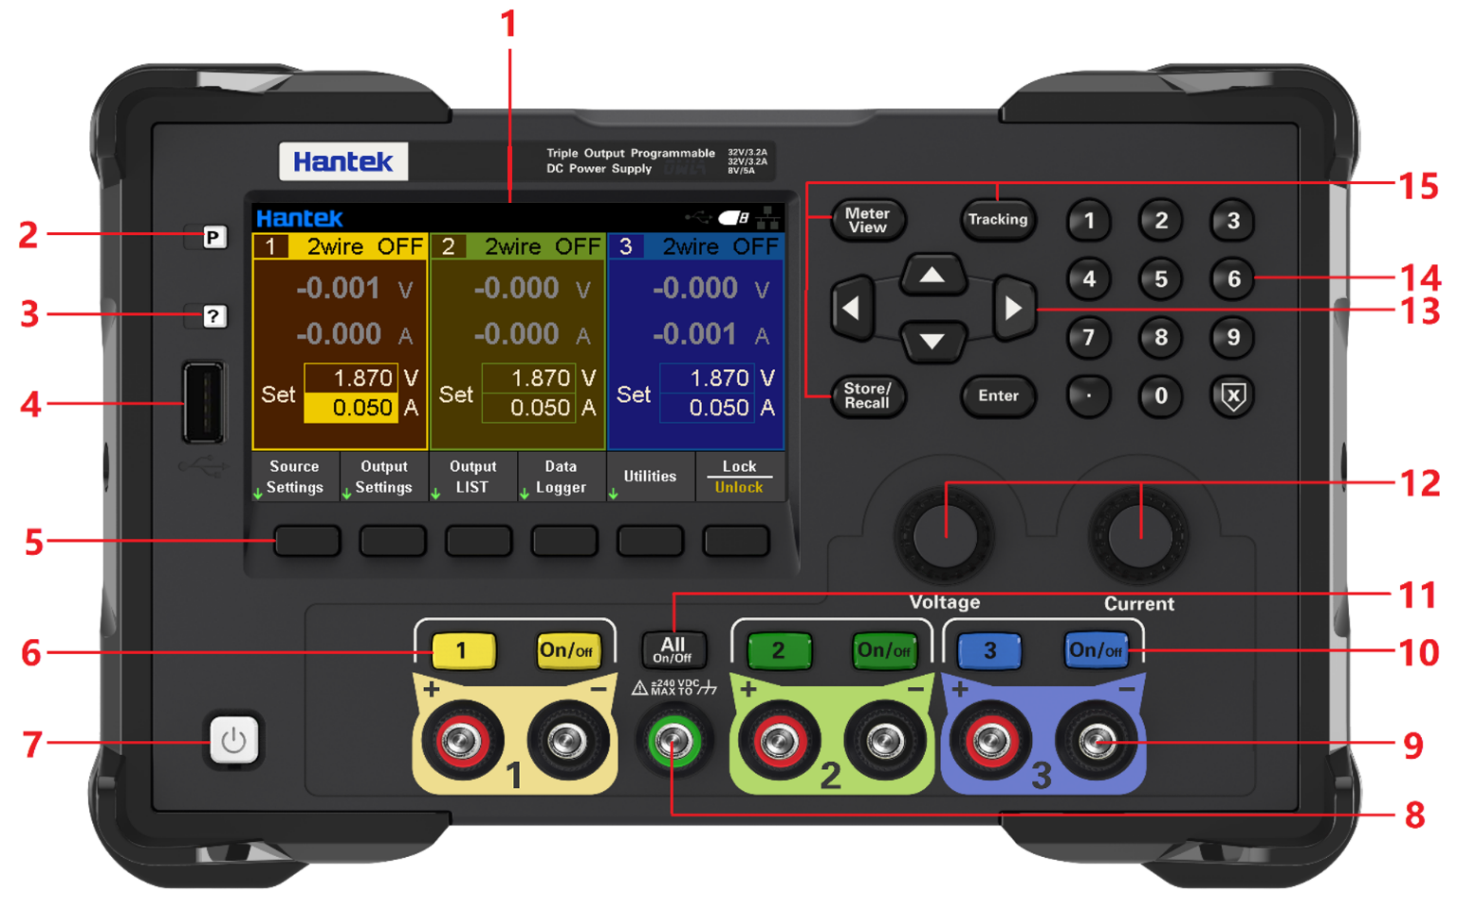 1
Hantek
Triple Output Programmable
DC Power Supply
32V/3.2A
32V/3.2A
8V/5A
2
P
3
?
4
Hantek
8
1 2wire OFF
-0.001 V
-0.000 A
Set
1.870 V
0.050 A
2 2wire OFF
-0.000 V
-0.000 A
Set
1.870 V
0.050 A
3 2wire OFF
-0.000 V
-0.001 A
Set
1.870 V
0.050 A
Source
Settings
Output
Settings
Output
LIST
Data
Logger
Utilities
Lock
Unlock
5
Meter
View
Tracking
Store/
Recall
Enter
1 2 3
4 5 6
7 8 9
. 0 X
15
14
13
12
Voltage
Current
11
6
1
On/Off
All
On/Off
2
On/Off
3
On/Off
10
±240 VDC
MAX TO
+ −
+ −
+ −
7
1
2
3
9
8